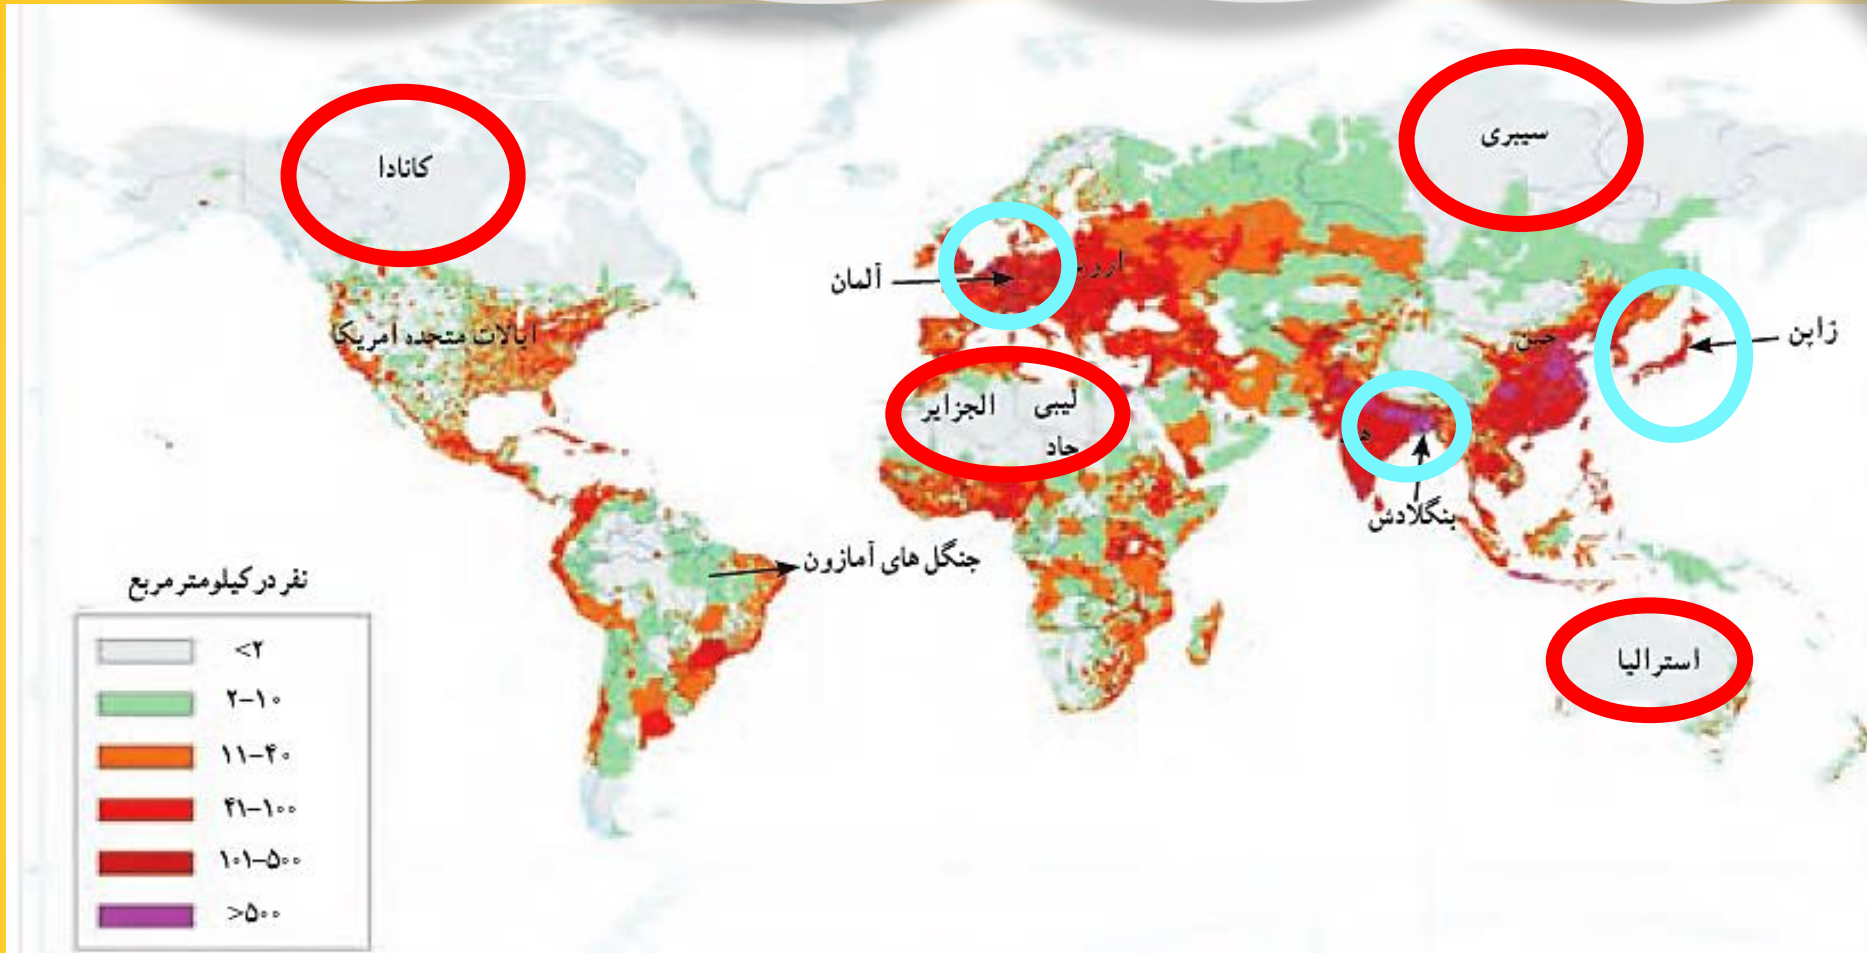 کانادا
سیبری
آلمان
ایالات متحده امریکا
ژاپن
چین
لیبی
الجزایر
چاد
بنگلادش
جنگل های آمازون
استرالیا
نفر در کیلومتر مربع
<۲
۲–۱۰
۱۱–۴۰
۴۱–۱۰۰
۱۰۱–۵۰۰
>۵۰۰